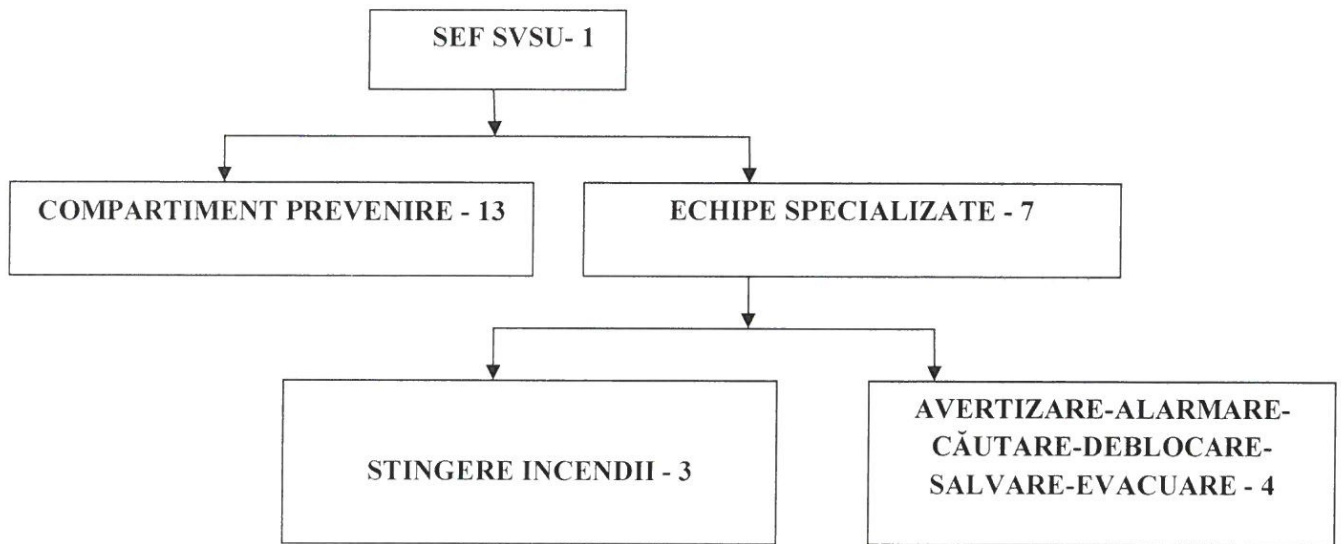 SEF SVSU- 1
COMPARTIMENT PREVENIRE - 13
ECHIPE SPECIALIZATE - 7
STINGERE INCENDII - 3
AVERTIZARE-ALARMARE-
CĂUTARE-DEBLOCARE-
SALVARE-EVACUARE - 4